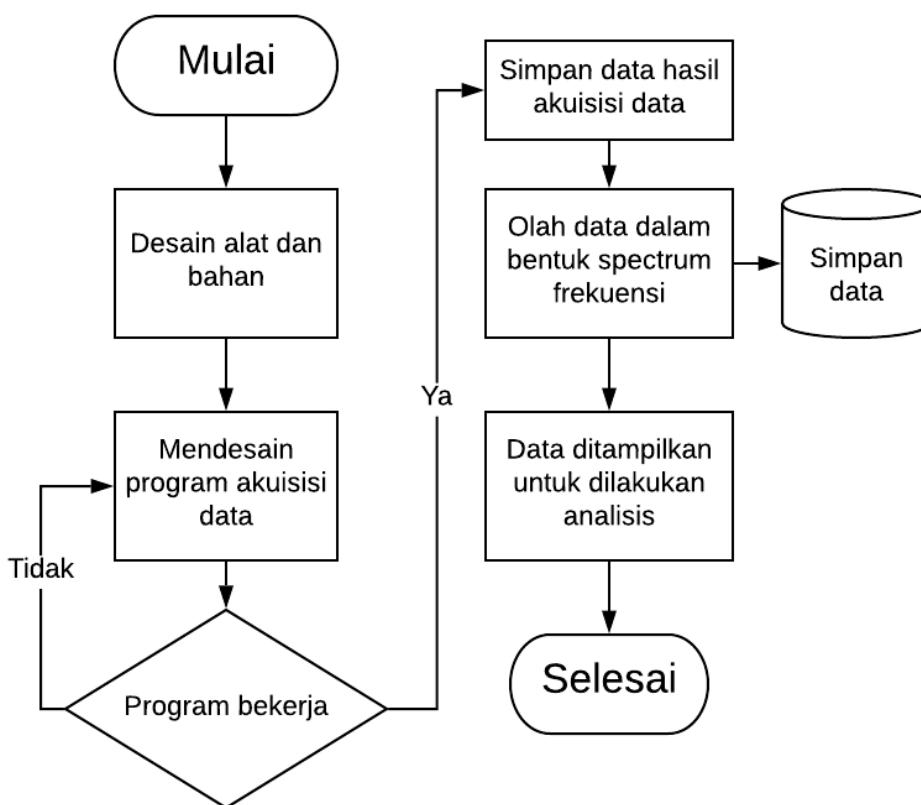 Mulai
Desain alat dan
bahan
Mendesain
program akuisisi
data
Tidak
Program bekerja
Ya
Simpan data hasil
akuisisi data
Olah data dalam
bentuk spectrum
frekuensi
Simpan
data
Data ditampilkan
untuk dilakukan
analisis
Selesai